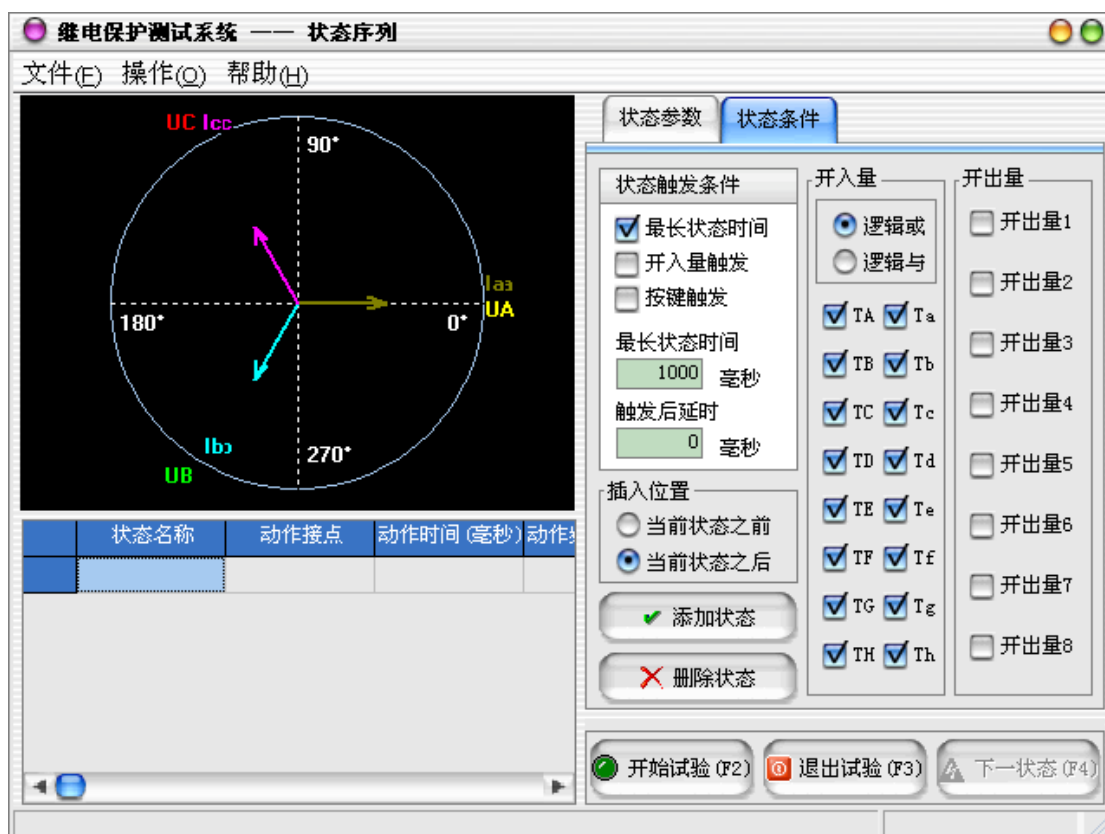 继电保护测试系统 —— 状态序列
文件(F) 操作(O) 帮助(H)
UC Icc
90°
Iaa
UA
180°
0°
Ibb
270°
UB
状态名称 动作接点 动作时间(毫秒)
状态参数 状态条件
状态触发条件
最长状态时间
开入量触发
按键触发
最长状态时间
1000 毫秒
触发后延时
0 毫秒
插入位置
当前状态之前
当前状态之后
添加状态
删除状态
开入量
逻辑或
逻辑与
TA Ta
TB Tb
TC Tc
TD Td
TE Te
TF Tf
TG Tg
TH Th
开出量
开出量1
开出量2
开出量3
开出量4
开出量5
开出量6
开出量7
开出量8
开始试验(F2) 退出试验(F3) 下一状态(F4)